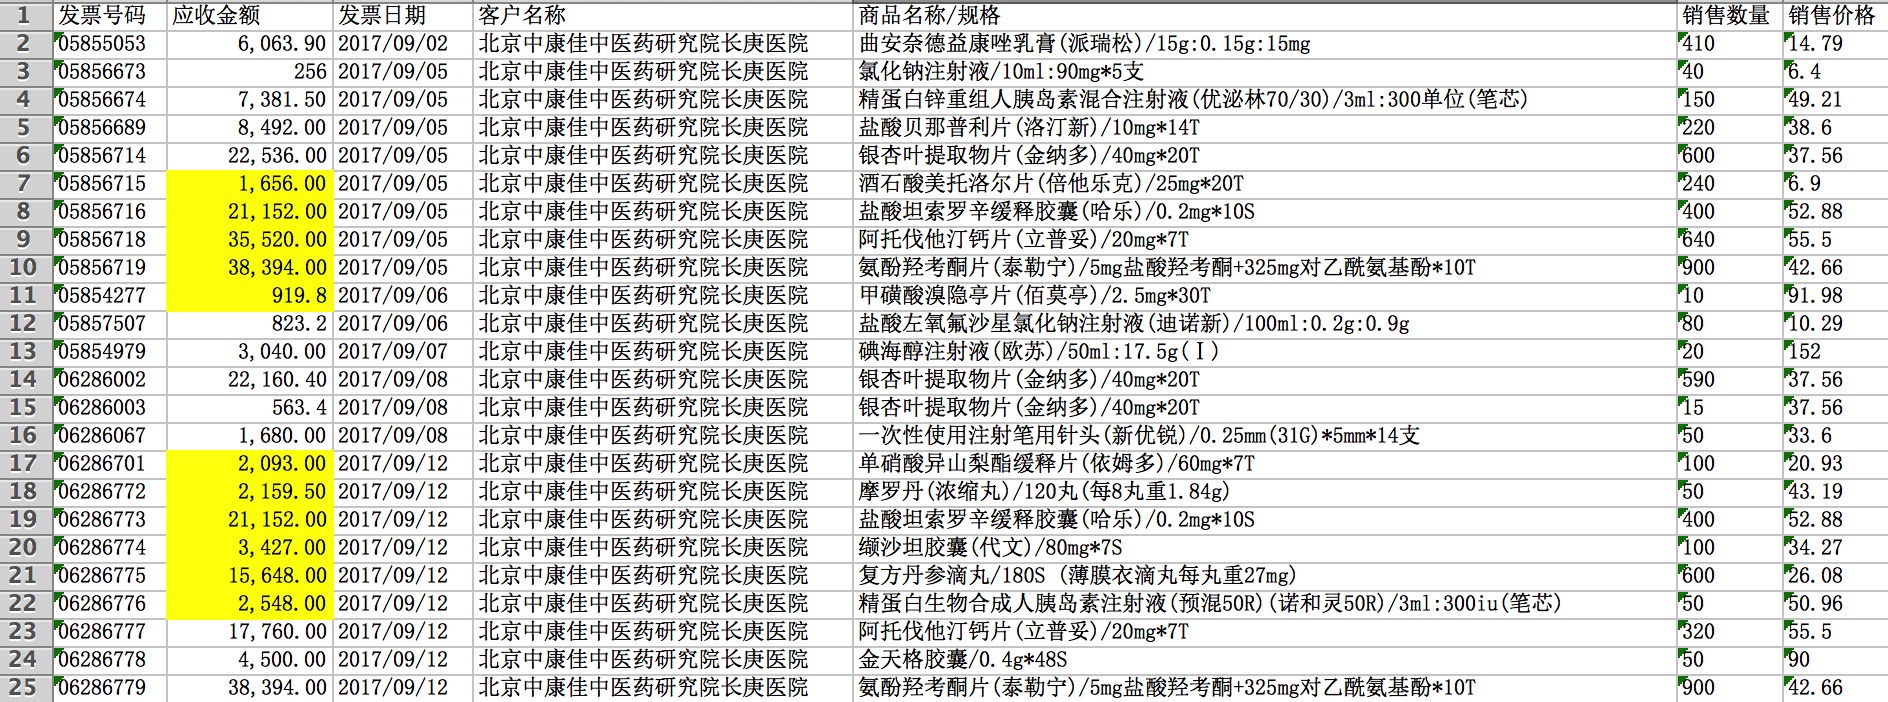 1 发票号码 应收金额 发票日期 客户名称 商品名称/规格 销售数量 销售价格
2 05855053 6,063.90 2017/09/02 北京中康佳中医药研究院长庚医院 曲安奈德益康唑乳膏(派瑞松)/15g:0.15g:15mg 410 14.79
3 05856673 256 2017/09/05 北京中康佳中医药研究院长庚医院 氯化钠注射液/10ml:90mg*5支 40 6.4
4 05856674 7,381.50 2017/09/05 北京中康佳中医药研究院长庚医院 精蛋白锌重组人胰岛素混合注射液(优泌林70/30)/3ml:300单位(笔芯) 150 49.21
5 05856689 8,492.00 2017/09/05 北京中康佳中医药研究院长庚医院 盐酸贝那普利片(洛汀新)/10mg*14T 220 38.6
6 05856714 22,536.00 2017/09/05 北京中康佳中医药研究院长庚医院 银杏叶提取物片(金纳多)/40mg*20T 600 37.56
7 05856715 1,656.00 2017/09/05 北京中康佳中医药研究院长庚医院 酒石酸美托洛尔片(倍他乐克)/25mg*20T 240 6.9
8 05856716 21,152.00 2017/09/05 北京中康佳中医药研究院长庚医院 盐酸坦索罗辛缓释胶囊(哈乐)/0.2mg*10S 400 52.88
9 05856718 35,520.00 2017/09/05 北京中康佳中医药研究院长庚医院 阿托伐他汀钙片(立普妥)/20mg*7T 640 55.5
10 05856719 38,394.00 2017/09/05 北京中康佳中医药研究院长庚医院 氨酚羟考酮片(泰勒宁)/5mg盐酸羟考酮+325mg对乙酰氨基酚*10T 900 42.66
11 05854277 919.8 2017/09/06 北京中康佳中医药研究院长庚医院 甲磺酸溴隐亭片(佰莫亭)/2.5mg*30T 10 91.98
12 05857507 823.2 2017/09/06 北京中康佳中医药研究院长庚医院 盐酸左氧氟沙星氯化钠注射液(迪诺新)/100ml:0.2g:0.9g 80 10.29
13 05854979 3,040.00 2017/09/07 北京中康佳中医药研究院长庚医院 碘海醇注射液(欧苏)/50ml:17.5g(Ⅰ) 20 152
14 06286002 22,160.40 2017/09/08 北京中康佳中医药研究院长庚医院 银杏叶提取物片(金纳多)/40mg*20T 590 37.56
15 06286003 563.4 2017/09/08 北京中康佳中医药研究院长庚医院 银杏叶提取物片(金纳多)/40mg*20T 15 37.56
16 06286067 1,680.00 2017/09/08 北京中康佳中医药研究院长庚医院 一次性使用注射笔用针头(新优锐)/0.25mm(31G)*5mm*14支 50 33.6
17 06286701 2,093.00 2017/09/12 北京中康佳中医药研究院长庚医院 单硝酸异山梨酯缓释片(依姆多)/60mg*7T 100 20.93
18 06286772 2,159.50 2017/09/12 北京中康佳中医药研究院长庚医院 摩罗丹(浓缩丸)/120丸(每8丸重1.84g) 50 43.19
19 06286773 21,152.00 2017/09/12 北京中康佳中医药研究院长庚医院 盐酸坦索罗辛缓释胶囊(哈乐)/0.2mg*10S 400 52.88
20 06286774 3,427.00 2017/09/12 北京中康佳中医药研究院长庚医院 缬沙坦胶囊(代文)/80mg*7S 100 34.27
21 06286775 15,648.00 2017/09/12 北京中康佳中医药研究院长庚医院 复方丹参滴丸/180S (薄膜衣滴丸每丸重27mg) 600 26.08
22 06286776 2,548.00 2017/09/12 北京中康佳中医药研究院长庚医院 精蛋白生物合成人胰岛素注射液(预混50R)(诺和灵50R)/3ml:300iu(笔芯) 50 50.96
23 06286777 17,760.00 2017/09/12 北京中康佳中医药研究院长庚医院 阿托伐他汀钙片(立普妥)/20mg*7T 320 55.5
24 06286778 4,500.00 2017/09/12 北京中康佳中医药研究院长庚医院 金天格胶囊/0.4g*48S 50 90
25 06286779 38,394.00 2017/09/12 北京中康佳中医药研究院长庚医院 氨酚羟考酮片(泰勒宁)/5mg盐酸羟考酮+325mg对乙酰氨基酚*10T 900 42.66